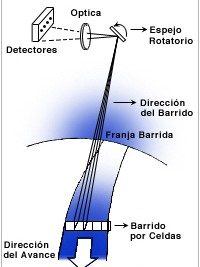 Optica
Detectores
Espejo
Rotatorio
Dirección
del Barrido
Franja Barrida
Barrido
por Celdas
Dirección
del Avance